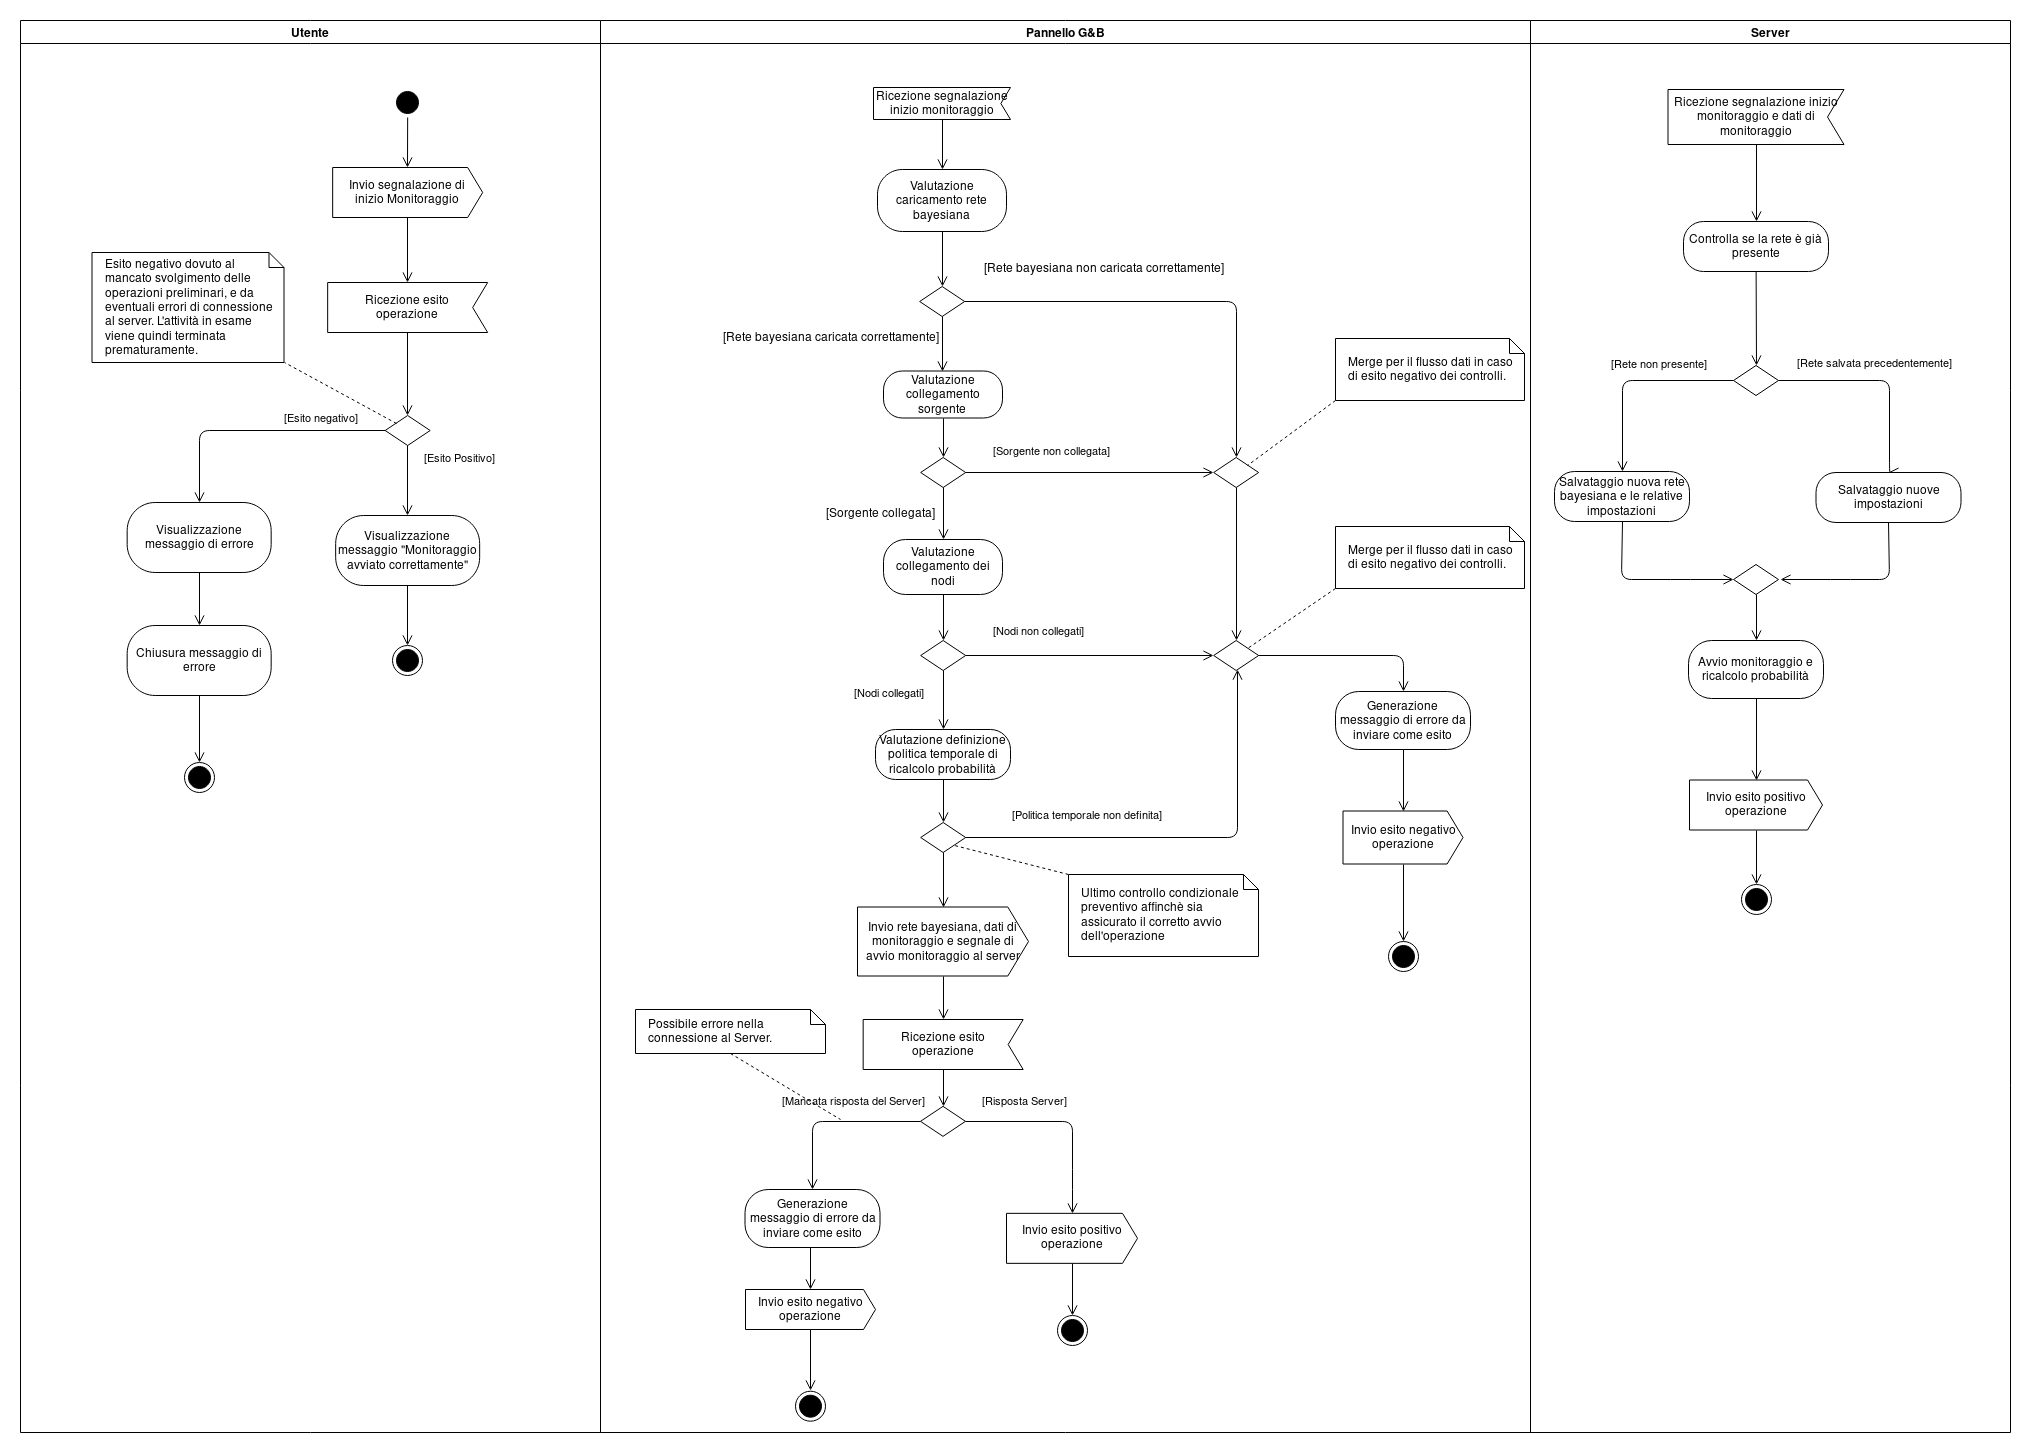 Utente
Pannello G&B
Server
Invio segnalazione di
inizio Monitoraggio
Esito negativo dovuto al
mancato svolgimento delle
operazioni preliminari, e da
eventuali errori di connessione
al server. L'attività in esame
viene quindi terminata
prematuramente.
Ricezione esito
operazione
[Esito negativo]
[Esito Positivo]
Visualizzazione
messaggio di errore
Visualizzazione
messaggio "Monitoraggio
avviato correttamente"
Chiusura messaggio di
errore
Ricezione segnalazione
inizio monitoraggio
Valutazione
caricamento rete
bayesiana
[Rete bayesiana non caricata correttamente]
[Rete bayesiana caricata correttamente]
Valutazione
collegamento
sorgente
Merge per il flusso dati in caso
di esito negativo dei controlli.
[Sorgente non collegata]
[Sorgente collegata]
Valutazione
collegamento dei
nodi
Merge per il flusso dati in caso
di esito negativo dei controlli.
[Nodi non collegati]
[Nodi collegati]
Valutazione definizione
politica temporale di
ricalcolo probabilità
Generazione
messaggio di errore da
inviare come esito
[Politica temporale non definita]
Invio esito negativo
operazione
Ultimo controllo condizionale
preventivo affinchè sia
assicurato il corretto avvio
dell'operazione
Invio rete bayesiana, dati di
monitoraggio e segnale di
avvio monitoraggio al server
Possibile errore nella
connessione al Server.
Ricezione esito
operazione
[Mancata risposta del Server]
[Risposta Server]
Generazione
messaggio di errore da
inviare come esito
Invio esito positivo
operazione
Invio esito negativo
operazione
Ricezione segnalazione inizio
monitoraggio e dati di
monitoraggio
Controlla se la rete è già
presente
[Rete non presente]
[Rete salvata precedentemente]
Salvataggio nuova rete
bayesiana e le relative
impostazioni
Salvataggio nuove
impostazioni
Avvio monitoraggio e
ricalcolo probabilità
Invio esito positivo
operazione